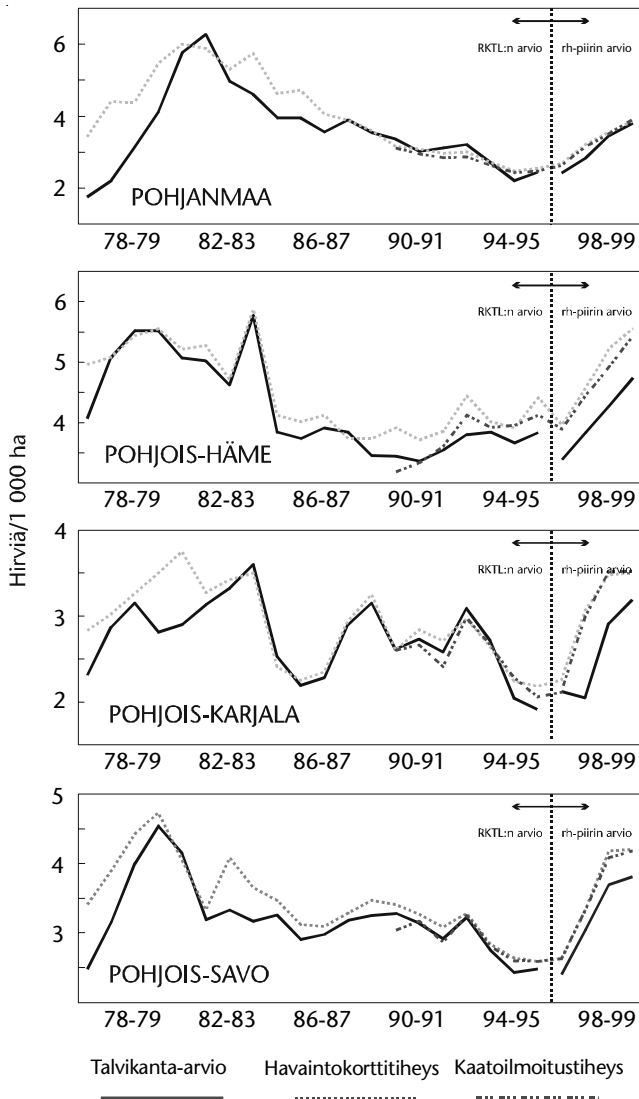 6
4
2
RKTL:n arvio rh-piirin arvio
POHJANMAA
78-79 82-83 86-87 90-91 94-95 98-99
6
5
4
RKTL:n arvio rh-piirin arvio
POHJOIS-HÄME
78-79 82-83 86-87 90-91 94-95 98-99
Hirviä/1 000 ha
4
3
2
RKTL:n arvio rh-piirin arvio
POHJOIS-KARJALA
78-79 82-83 86-87 90-91 94-95 98-99
5
4
3
RKTL:n arvio rh-piirin arvio
POHJOIS-SAVO
78-79 82-83 86-87 90-91 94-95 98-99
Talvikanta-arvio Havaintokorttitiheys Kaatoilmoitustiheys